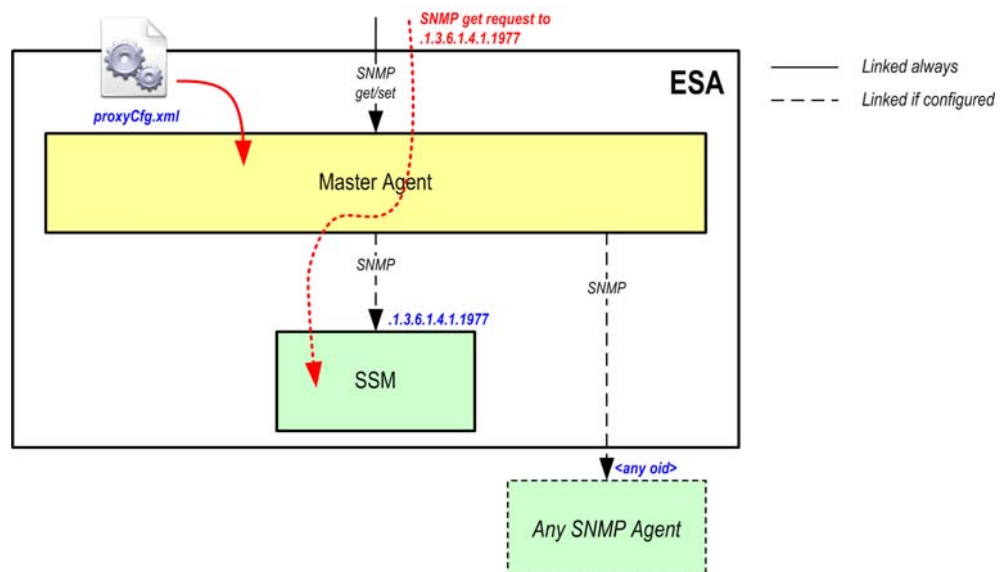 SNMP get request to
.1.3.6.1.4.1.1977
ESA
SNMP
get/set
proxyCfg.xml
Linked always
Linked if configured
Master Agent
SNMP
SNMP
.1.3.6.1.4.1.1977
SSM
<any oid>
Any SNMP Agent